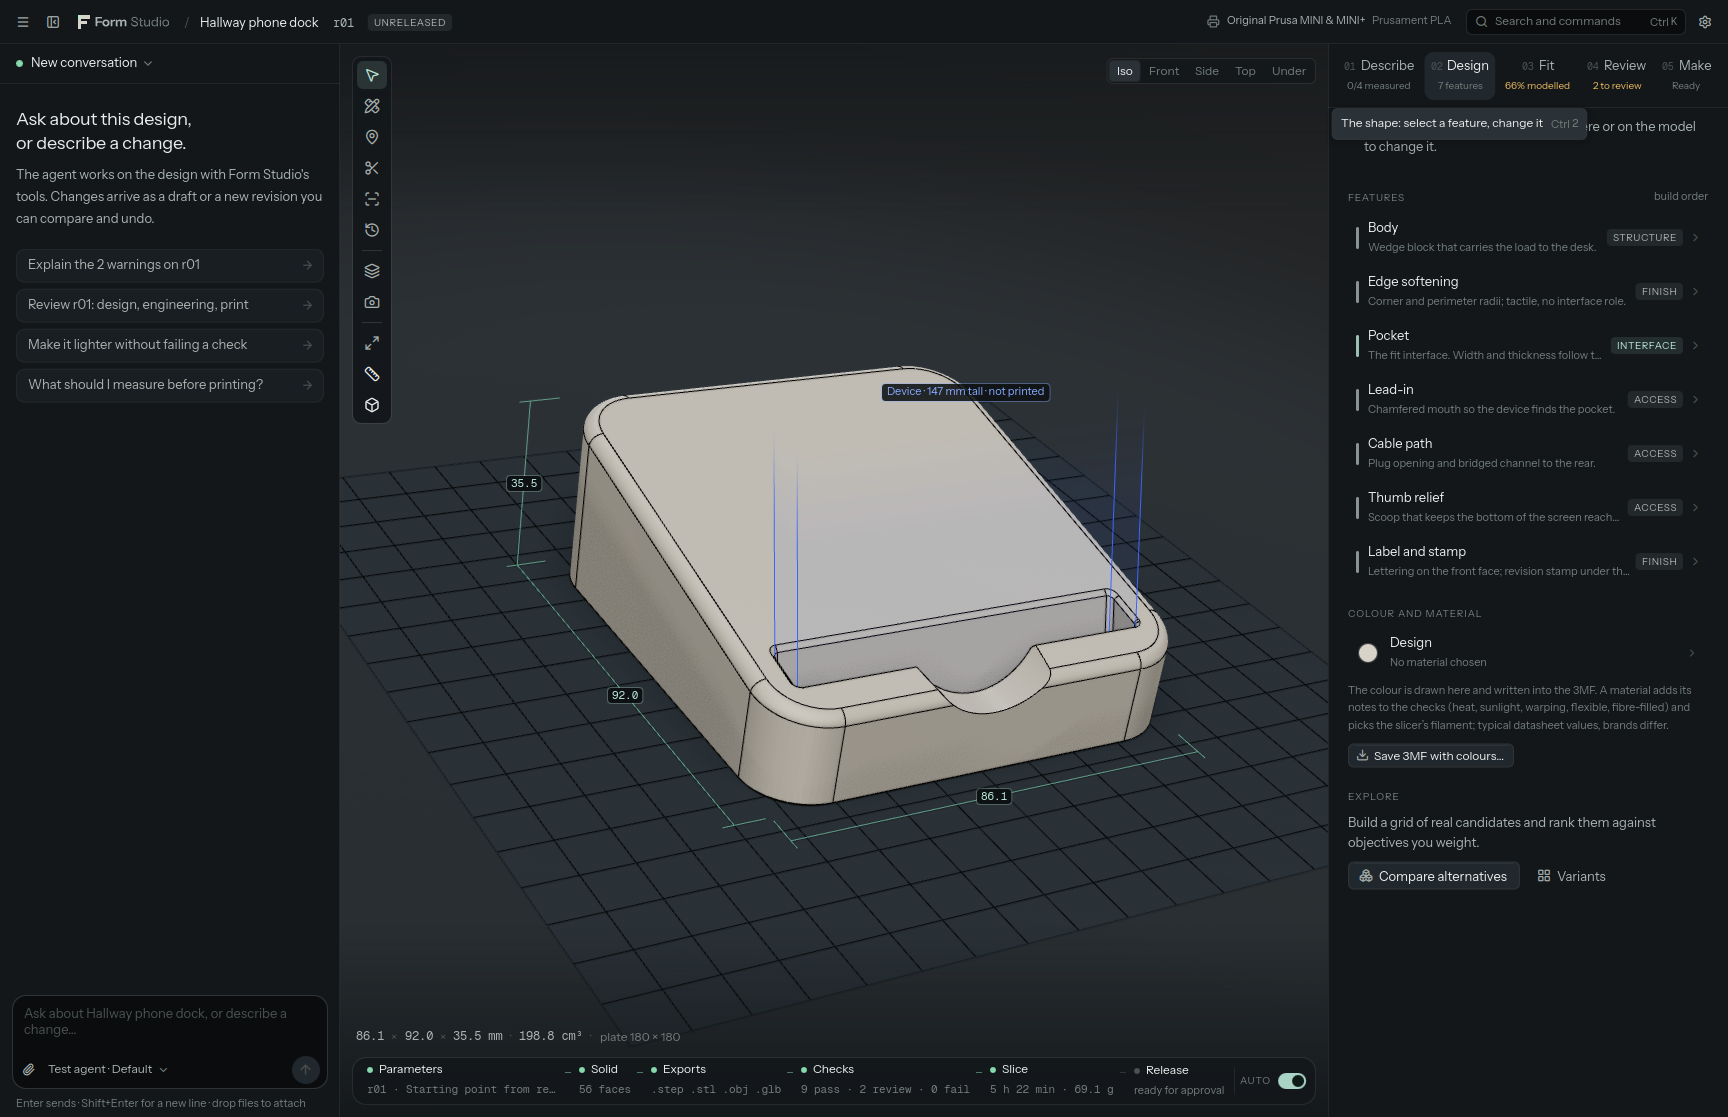 Form Studio / Hallway phone dock r01 UNRELEASED
Original Prusa MINI & MINI+ Prusament PLA
Search and commands Ctrl K
New conversation
Ask about this design,
or describe a change.
The agent works on the design with Form Studio's
tools. Changes arrive as a draft or a new revision you
can compare and undo.
Explain the 2 warnings on r01
Review r01: design, engineering, print
Make it lighter without failing a check
What should I measure before printing?
Ask about Hallway phone dock, or describe a
change...
Test agent · Default
Enter sends · Shift+Enter for a new line · drop files to attach
Iso Front Side Top Under
Device · 147 mm tall · not printed
35.5
92.0
86.1
86.1 × 92.0 × 35.5 mm · 198.8 cm³ · plate 180 × 180
Parameters
r01 · Starting point from re…
Solid
56 faces
Exports
.step .stl .obj .glb
Checks
9 pass · 2 review · 0 fail
Slice
5 h 22 min · 69.1 g
Release
ready for approval
AUTO
01 Describe
0/4 measured
02 Design
7 features
03 Fit
66% modelled
04 Review
2 to review
05 Make
Ready
The shape: select a feature, change it Ctrl 2
ere or on the model
to change it.
FEATURES build order
Body
Wedge block that carries the load to the desk.
STRUCTURE
Edge softening
Corner and perimeter radii; tactile, no interface role.
FINISH
Pocket
The fit interface. Width and thickness follow t…
INTERFACE
Lead-in
Chamfered mouth so the device finds the pocket.
ACCESS
Cable path
Plug opening and bridged channel to the rear.
ACCESS
Thumb relief
Scoop that keeps the bottom of the screen reach…
ACCESS
Label and stamp
Lettering on the front face; revision stamp under th…
FINISH
COLOUR AND MATERIAL
Design
No material chosen
The colour is drawn here and written into the 3MF. A material adds its
notes to the checks (heat, sunlight, warping, flexible, fibre-filled) and
picks the slicer's filament; typical datasheet values, brands differ.
Save 3MF with colours…
EXPLORE
Build a grid of real candidates and rank them against
objectives you weight.
Compare alternatives
Variants